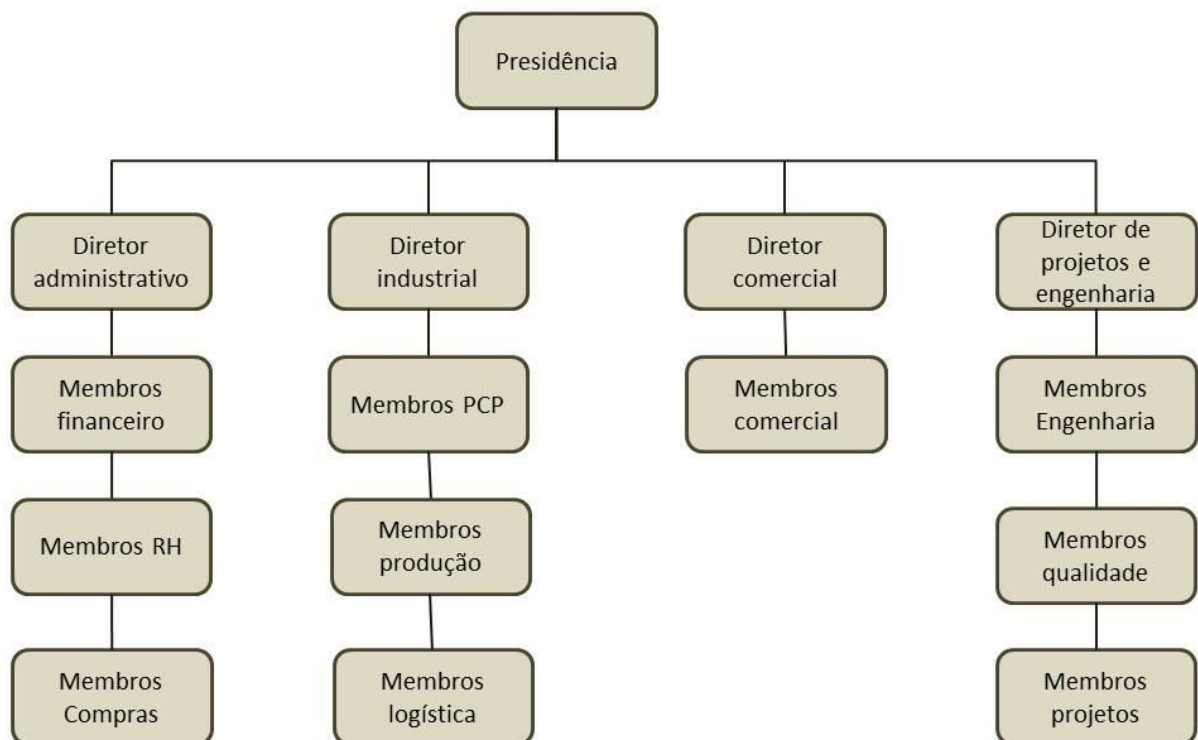 Presidência
Diretor
administrativo
Diretor
industrial
Diretor
comercial
Diretor de
projetos e
engenharia
Membros
financeiro
Membros PCP
Membros
comercial
Membros
Engenharia
Membros RH
Membros
produção
Membros
qualidade
Membros
Compras
Membros
logística
Membros
projetos